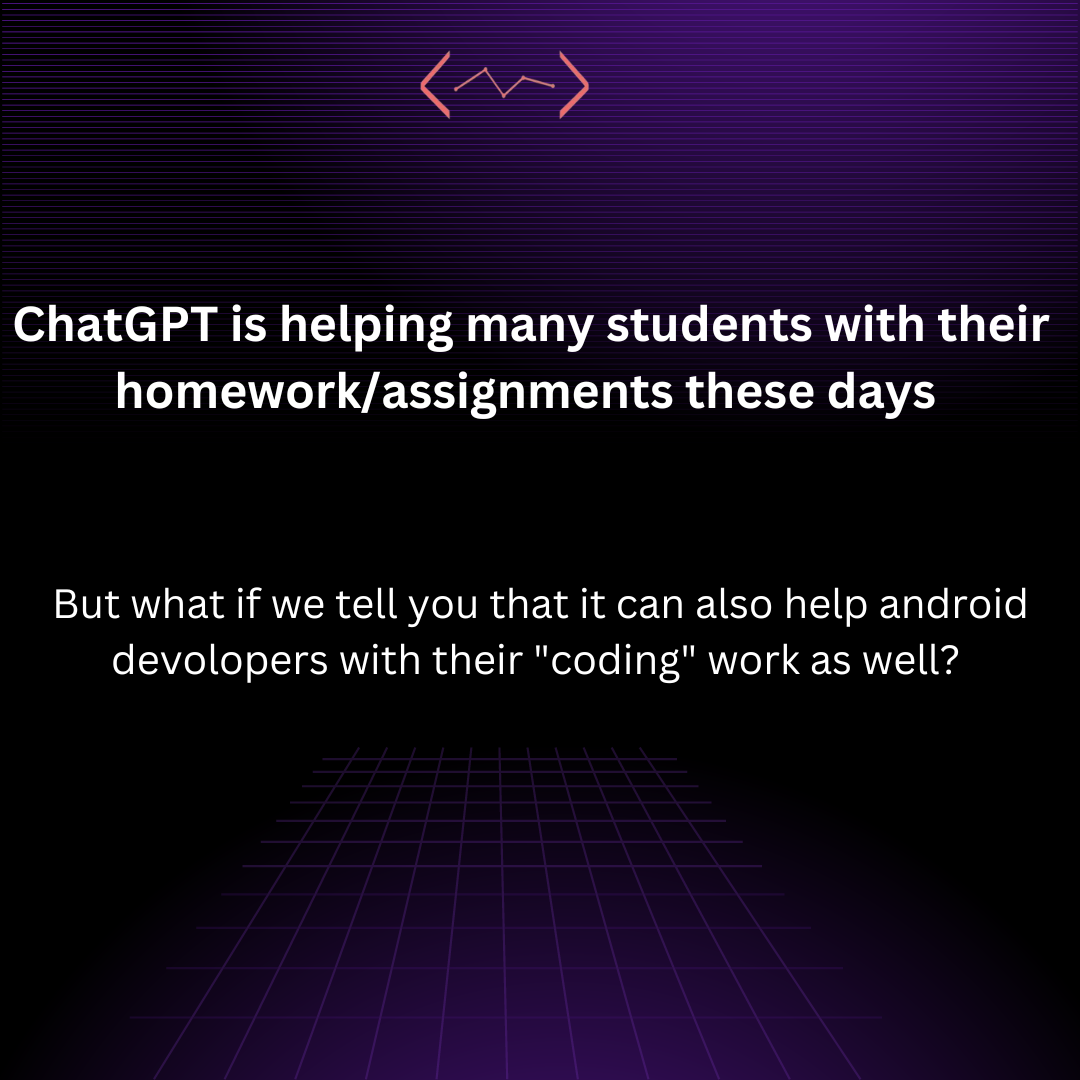 ChatGPT is helping many students with their
homework/assignments these days
But what if we tell you that it can also help android
devolopers with their "coding" work as well?